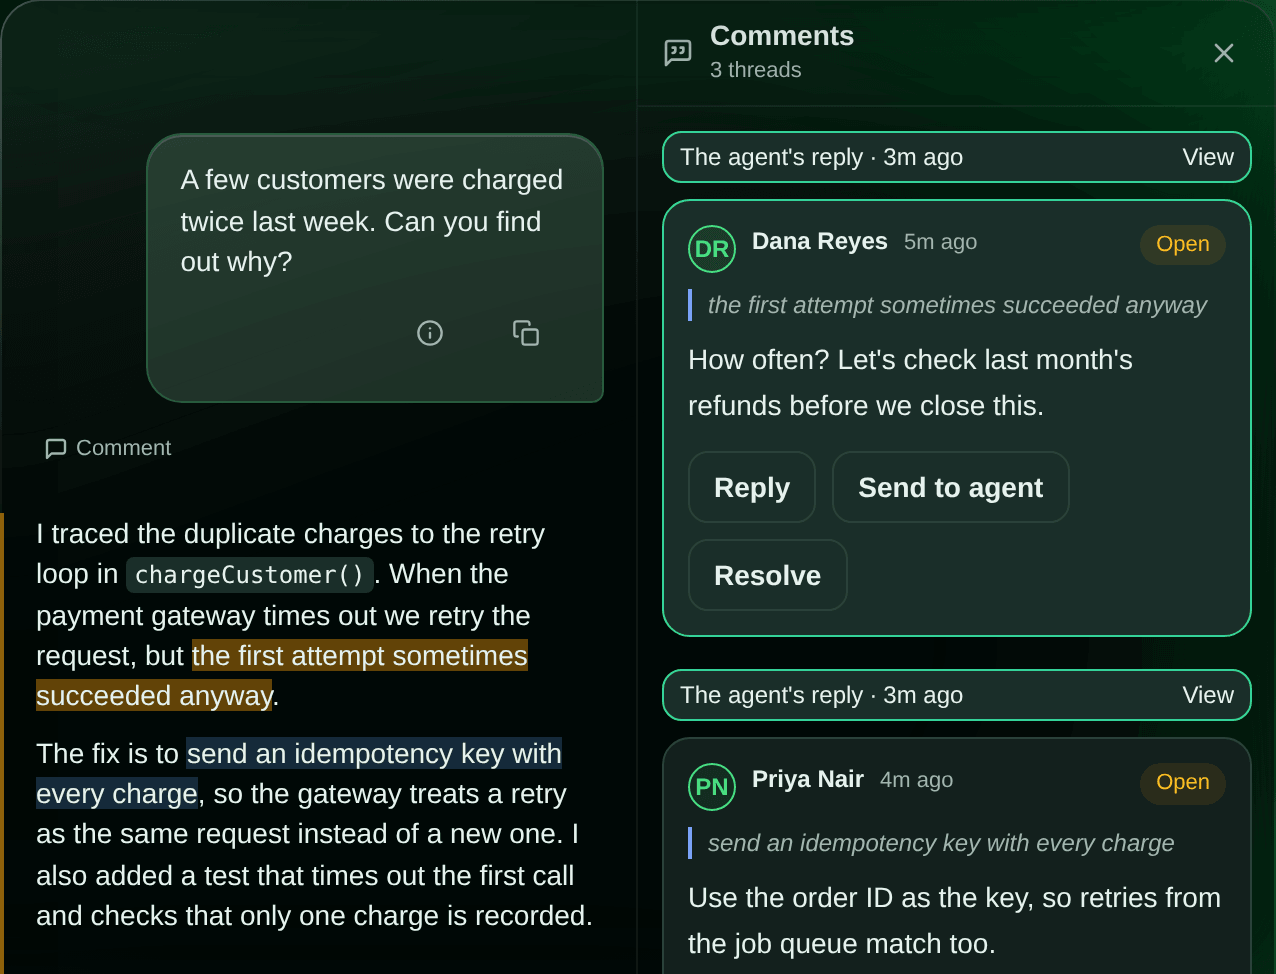 A few customers were charged
twice last week. Can you find
out why?
Comment
I traced the duplicate charges to the retry
loop in chargeCustomer(). When the
payment gateway times out we retry the
request, but the first attempt sometimes
succeeded anyway.
The fix is to send an idempotency key with
every charge, so the gateway treats a retry
as the same request instead of a new one. I
also added a test that times out the first call
and checks that only one charge is recorded.
Comments
3 threads
The agent's reply · 3m ago View
DR Dana Reyes 5m ago Open
the first attempt sometimes succeeded anyway
How often? Let's check last month's
refunds before we close this.
Reply Send to agent
Resolve
The agent's reply · 3m ago View
PN Priya Nair 4m ago Open
send an idempotency key with every charge
Use the order ID as the key, so retries from
the job queue match too.